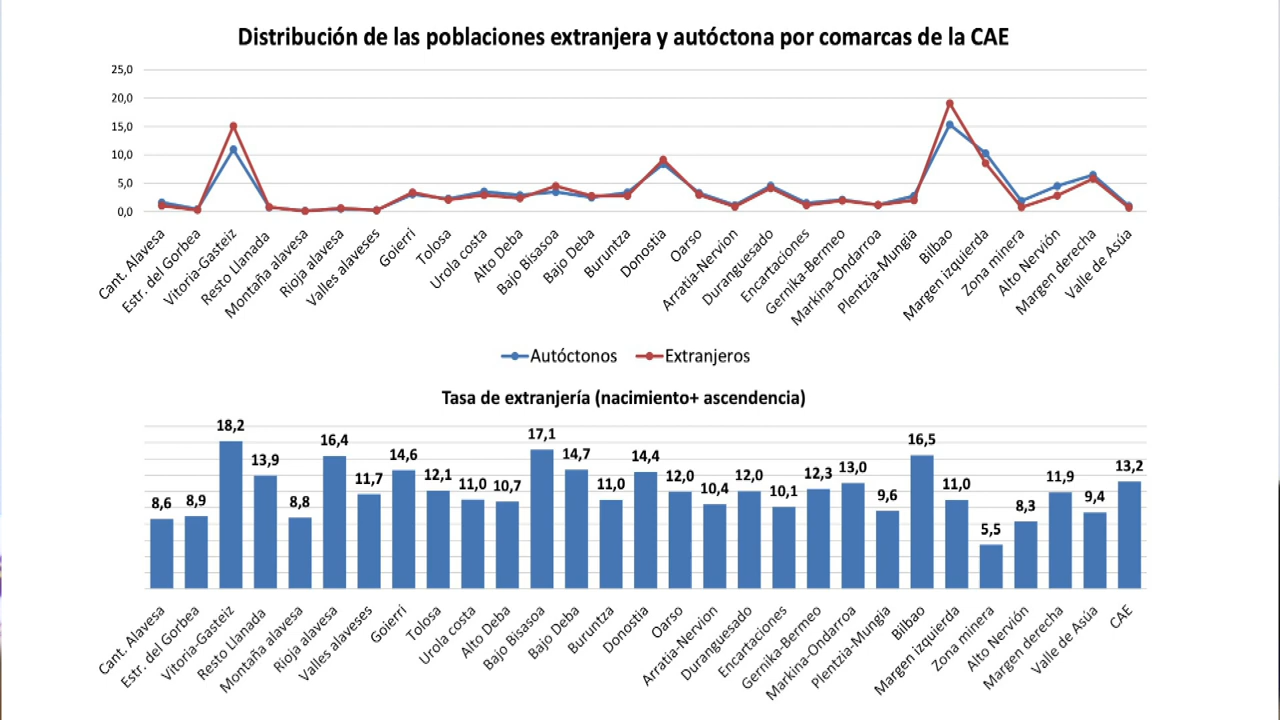 Distribución de las poblaciones extranjera y autóctona por comarcas de la CAE
25,0
20,0
15,0
10,0
5,0
0,0
Cant. Alavesa
Estr. del Gorbea
Vitoria-Gasteiz
Resto Llanada
Montaña alavesa
Rioja alavesa
Valles alaveses
Goierri
Tolosa
Urola costa
Alto Deba
Bajo Bisasoa
Bajo Deba
Buruntza
Donostia
Oarso
Arratia-Nervion
Duranguesado
Encartaciones
Gernika-Bermeo
Markina-Ondarroa
Plentzia-Mungia
Bilbao
Margen izquierda
Zona minera
Alto Nervión
Margen derecha
Valle de Asúa
Autóctonos
Extranjeros
Tasa de extranjería (nacimiento+ ascendencia)
8,6
8,9
18,2
13,9
8,8
16,4
11,7
14,6
12,1
11,0
10,7
17,1
14,7
11,0
14,4
12,0
10,4
12,0
10,1
12,3
13,0
9,6
16,5
11,0
5,5
8,3
11,9
9,4
13,2
Cant. Alavesa
Estr. del Gorbea
Vitoria-Gasteiz
Resto Llanada
Montaña alavesa
Rioja alavesa
Valles alaveses
Goierri
Tolosa
Urola costa
Alto Deba
Bajo Bisasoa
Bajo Deba
Buruntza
Donostia
Oarso
Arratia-Nervion
Duranguesado
Encartaciones
Gernika-Bermeo
Markina-Ondarroa
Plentzia-Mungia
Bilbao
Margen izquierda
Zona minera
Alto Nervión
Margen derecha
Valle de Asúa
CAE